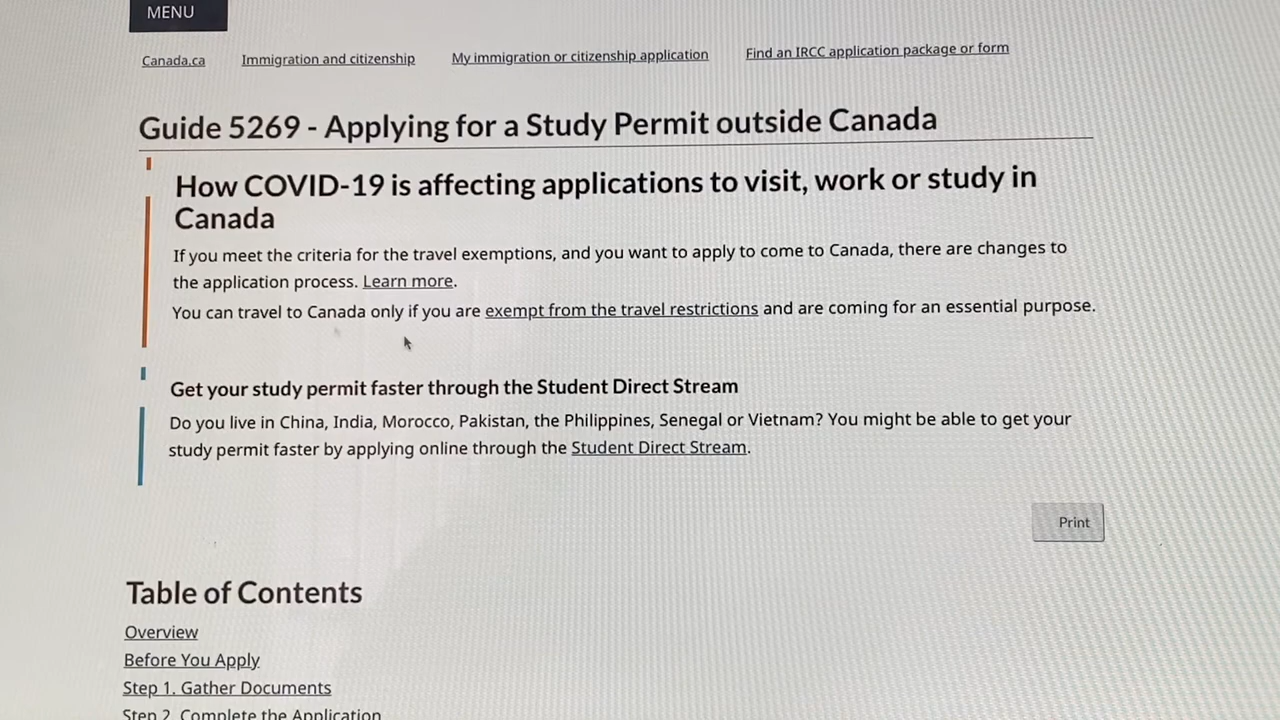 MENU
Canada.ca Immigration and citizenship My immigration or citizenship application Find an IRCC application package or form
Guide 5269 - Applying for a Study Permit outside Canada
How COVID-19 is affecting applications to visit, work or study in
Canada
If you meet the criteria for the travel exemptions, and you want to apply to come to Canada, there are changes to
the application process. Learn more.
You can travel to Canada only if you are exempt from the travel restrictions and are coming for an essential purpose.
Get your study permit faster through the Student Direct Stream
Do you live in China, India, Morocco, Pakistan, the Philippines, Senegal or Vietnam? You might be able to get your
study permit faster by applying online through the Student Direct Stream.
Print
Table of Contents
Overview
Before You Apply
Step 1. Gather Documents
Step 2. Complete the Application